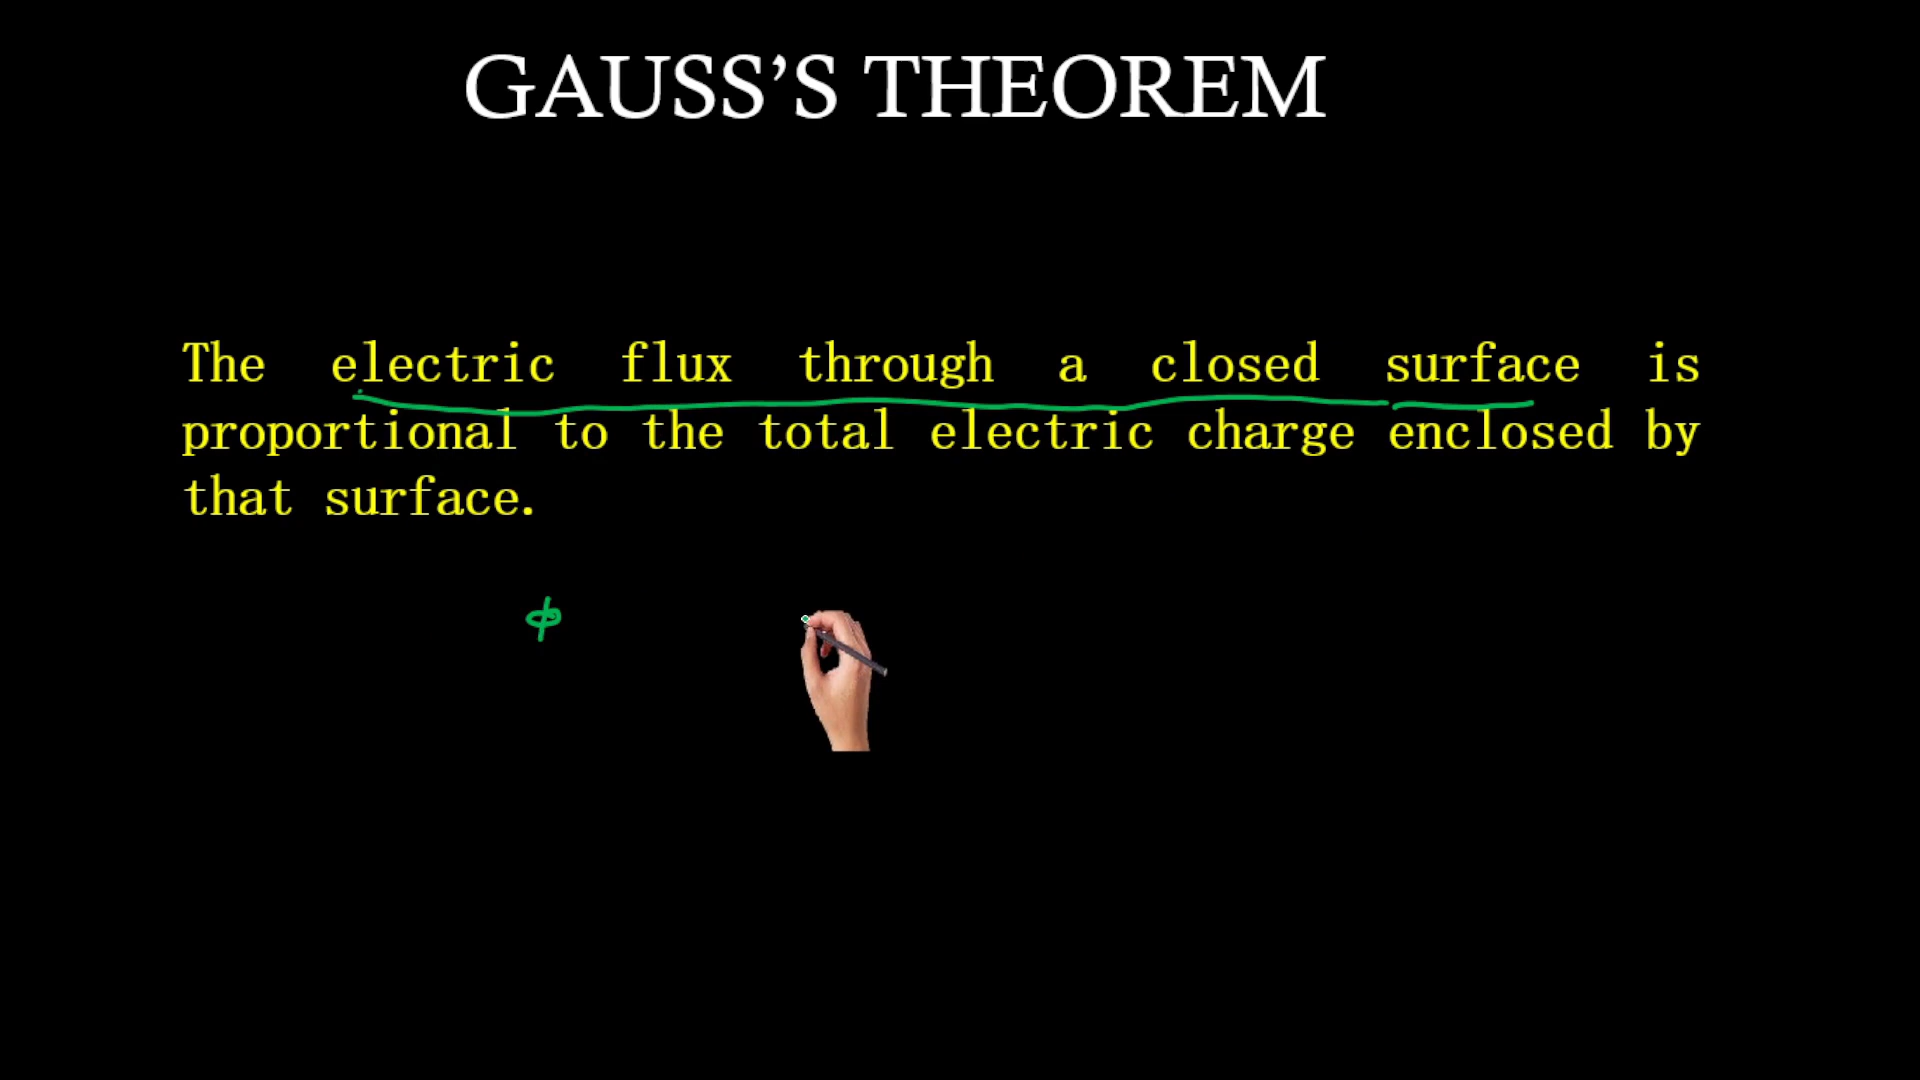 GAUSS’S THEOREM
The electric flux through a closed surface is
proportional to the total electric charge enclosed by
that surface.
ϕ